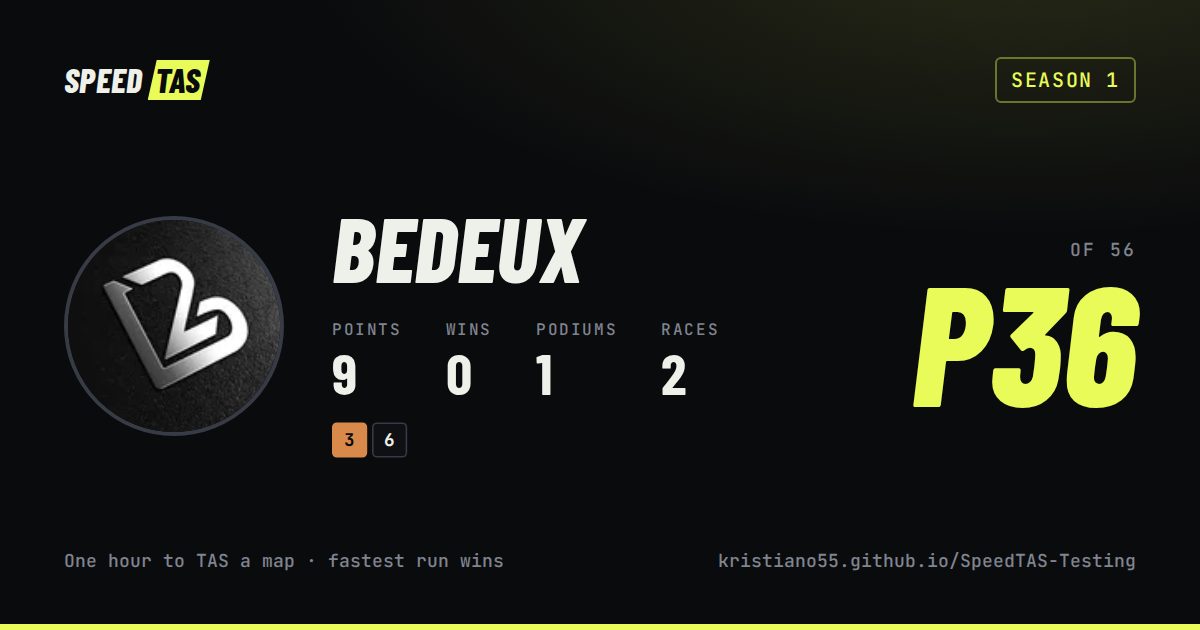 SPEED TAS
SEASON 1
BEDEUX
OF 56
P36
POINTS WINS PODIUMS RACES
9 0 1 2
3 6
One hour to TAS a map · fastest run wins
kristiano55.github.io/SpeedTAS-Testing